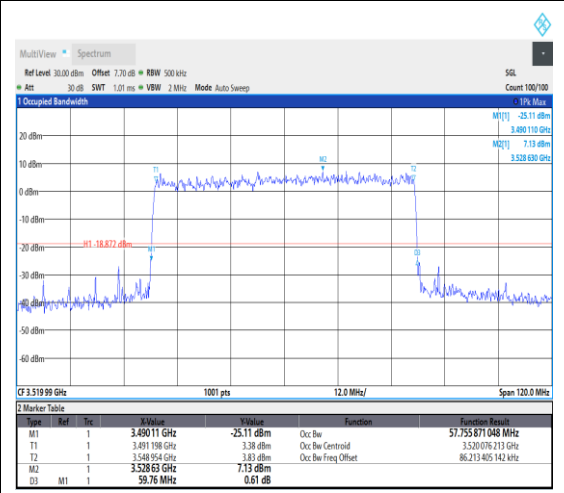 MultiView Spectrum
Ref Level 30.00 dBm Offset 7.70 dB RBW 500 kHz SGL
Att 30 dB SWT 1.01 ms VBW 2 MHz Mode Auto Sweep Count 100/100
1 Occupied Bandwidth 1Pk Max
M1[1] -25.11 dBm
3.490 110 GHz
M2[1] 7.13 dBm
3.528 630 GHz
20 dBm
10 dBm
T1 M2 T2
0 dBm
-10 dBm
H1 -18.872 dBm
-20 dBm
M1 D3
-30 dBm
-40 dBm
-50 dBm
-60 dBm
CF 3.519 99 GHz 1001 pts 12.0 MHz/ Span 120.0 MHz
2 Marker Table
Type Ref Trc X-Value Y-Value Function Function Result
M1 1 3.490 11 GHz -25.11 dBm Occ Bw 57.755 871 048 MHz
T1 1 3.491 198 GHz 3.38 dBm Occ Bw Centroid 3.520 076 213 GHz
T2 1 3.548 954 GHz 3.83 dBm Occ Bw Freq Offset 86.213 405 142 kHz
M2 1 3.528 63 GHz 7.13 dBm
D3 M1 1 59.76 MHz 0.61 dB